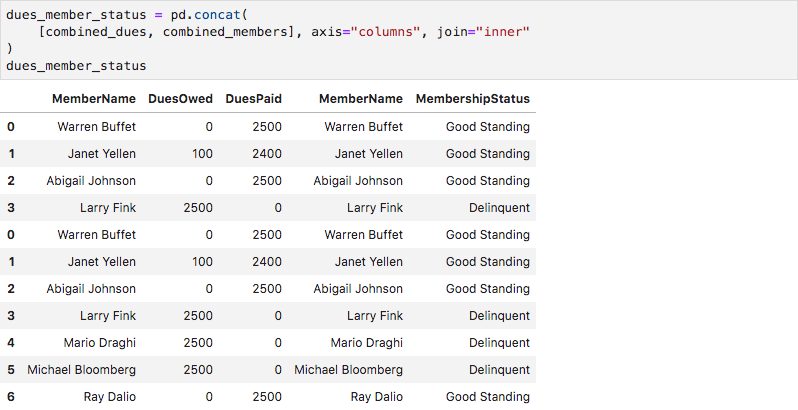 dues_member_status = pd.concat(
    [combined_dues, combined_members], axis="columns", join="inner"
)
dues_member_status
MemberName DuesOwed DuesPaid MemberName MembershipStatus
0 Warren Buffet 0 2500 Warren Buffet Good Standing
1 Janet Yellen 100 2400 Janet Yellen Good Standing
2 Abigail Johnson 0 2500 Abigail Johnson Good Standing
3 Larry Fink 2500 0 Larry Fink Delinquent
0 Warren Buffet 0 2500 Warren Buffet Good Standing
1 Janet Yellen 100 2400 Janet Yellen Good Standing
2 Abigail Johnson 0 2500 Abigail Johnson Good Standing
3 Larry Fink 2500 0 Larry Fink Delinquent
4 Mario Draghi 2500 0 Mario Draghi Delinquent
5 Michael Bloomberg 2500 0 Michael Bloomberg Delinquent
6 Ray Dalio 0 2500 Ray Dalio Good Standing